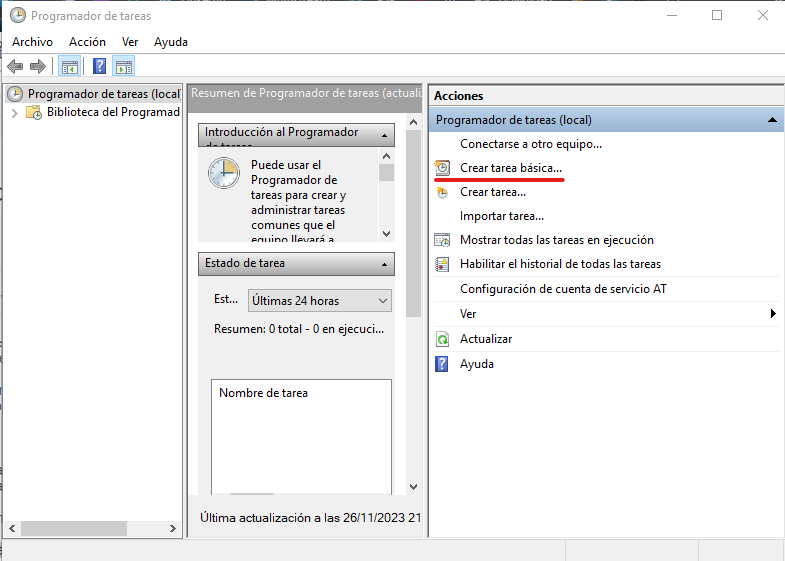 Programador de tareas
Archivo Acción Ver Ayuda
Programador de tareas (local)
Biblioteca del Programad
Resumen de Programador de tareas (actuali
Introducción al Programador
Puede usar el
Programador de
tareas para crear y
administrar tareas
comunes que el
equipo llevará a
Estado de tarea
Est... Últimas 24 horas
Resumen: 0 total - 0 en ejecuci...
Nombre de tarea
Última actualización a las 26/11/2023 21
Acciones
Programador de tareas (local)
Conectarse a otro equipo...
Crear tarea básica...
Crear tarea...
Importar tarea...
Mostrar todas las tareas en ejecución
Habilitar el historial de todas las tareas
Configuración de cuenta de servicio AT
Ver
Actualizar
Ayuda